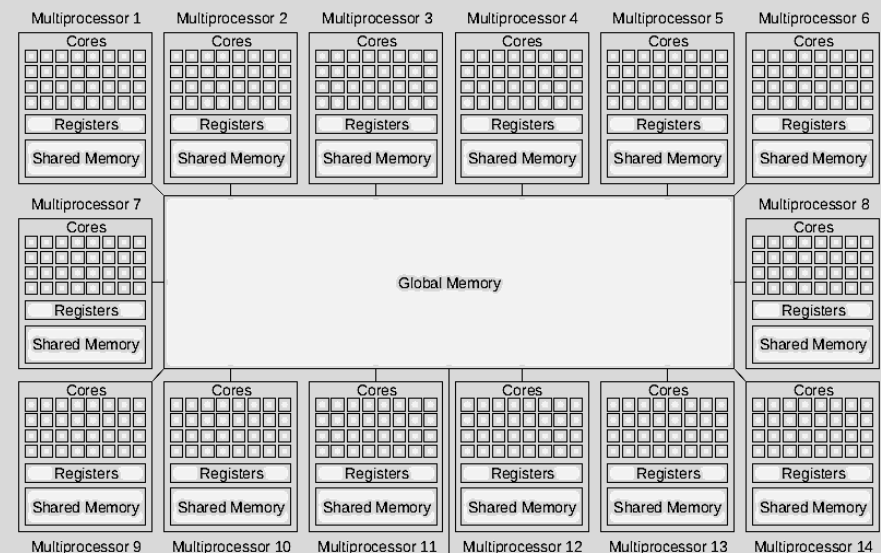 Multiprocessor 1 Multiprocessor 2 Multiprocessor 3 Multiprocessor 4 Multiprocessor 5 Multiprocessor 6
Cores Cores Cores Cores Cores Cores
Registers Registers Registers Registers Registers Registers
Shared Memory Shared Memory Shared Memory Shared Memory Shared Memory Shared Memory
Multiprocessor 7 Multiprocessor 8
Cores Cores
Global Memory
Registers Registers
Shared Memory Shared Memory
Cores Cores Cores Cores Cores Cores
Registers Registers Registers Registers Registers Registers
Shared Memory Shared Memory Shared Memory Shared Memory Shared Memory Shared Memory
Multiprocessor 9 Multiprocessor 10 Multiprocessor 11 Multiprocessor 12 Multiprocessor 13 Multiprocessor 14